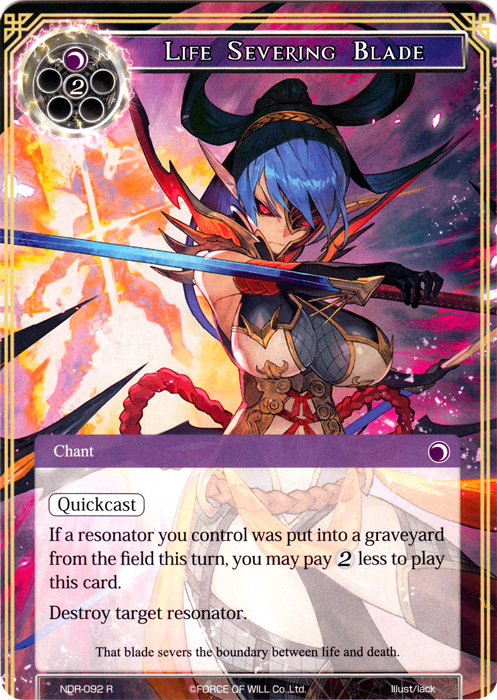 LIFE SEVERING BLADE
2
Chant
Quickcast
If a resonator you control was put into a graveyard
from the field this turn, you may pay 2 less to play
this card.
Destroy target resonator.
That blade severs the boundary between life and death.
NDR-092 R ©FORCE OF WILL Co.,Ltd. Illust/lack